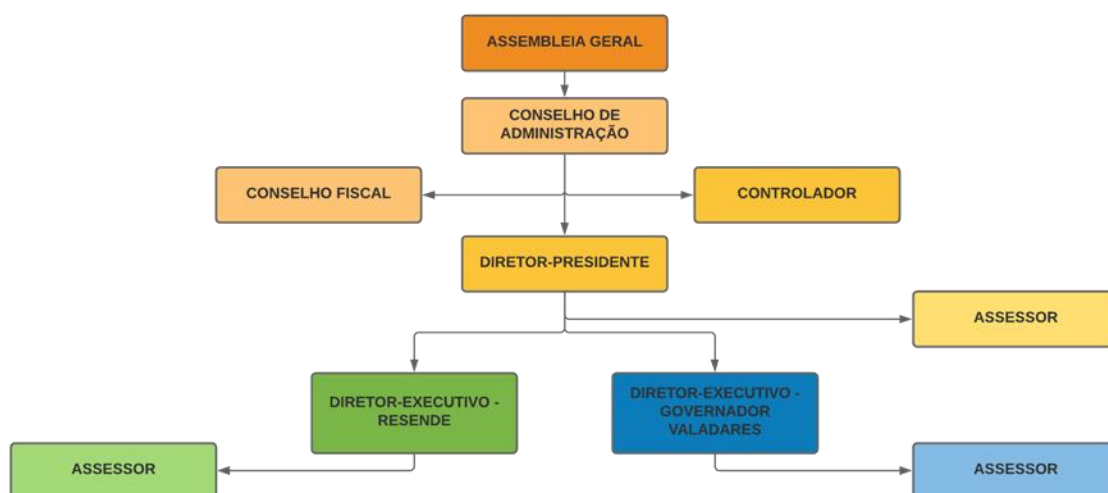 ASSEMBLEIA GERAL
CONSELHO DE
ADMINISTRAÇÃO
CONSELHO FISCAL
CONTROLADOR
DIRETOR-PRESIDENTE
ASSESSOR
DIRETOR-EXECUTIVO -
RESENDE
DIRETOR-EXECUTIVO -
GOVERNADOR
VALADARES
ASSESSOR
ASSESSOR